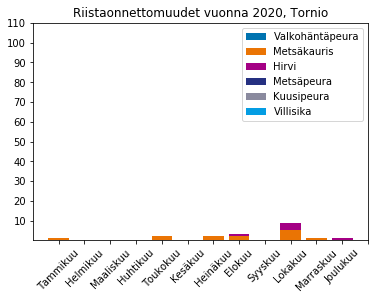 Riistaonnettomuudet vuonna 2020, Tornio
110
100
90
80
70
60
50
40
30
20
10
Valkohäntäpeura
Metsäkauris
Hirvi
Metsäpeura
Kuusipeura
Villisika
Tammikuu
Helmikuu
Maaliskuu
Huhtikuu
Toukokuu
Kesäkuu
Heinäkuu
Elokuu
Syyskuu
Lokakuu
Marraskuu
Joulukuu